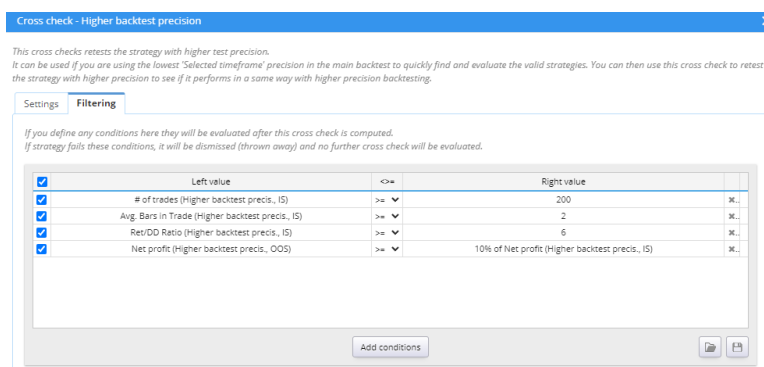 Cross check - Higher backtest precision
This cross checks retests the strategy with higher test precision.
It can be used if you are using the lowest 'Selected timeframe' precision in the main backtest to quickly find and evaluate the valid strategies. You can then use this cross check to retest
the strategy with higher precision to see if it performs in a same way with higher precision backtesting.
Settings Filtering
If you define any conditions here they will be evaluated after this cross check is computed.
If strategy fails these conditions, it will be dismissed (thrown away) and no further cross check will be evaluated.
Left value <>= Right value
# of trades (Higher backtest precis., IS) >= 200
Avg. Bars in Trade (Higher backtest precis., IS) >= 2
Ret/DD Ratio (Higher backtest precis., IS) >= 6
Net profit (Higher backtest precis., OOS) >= 10% of Net profit (Higher backtest precis., IS)
Add conditions